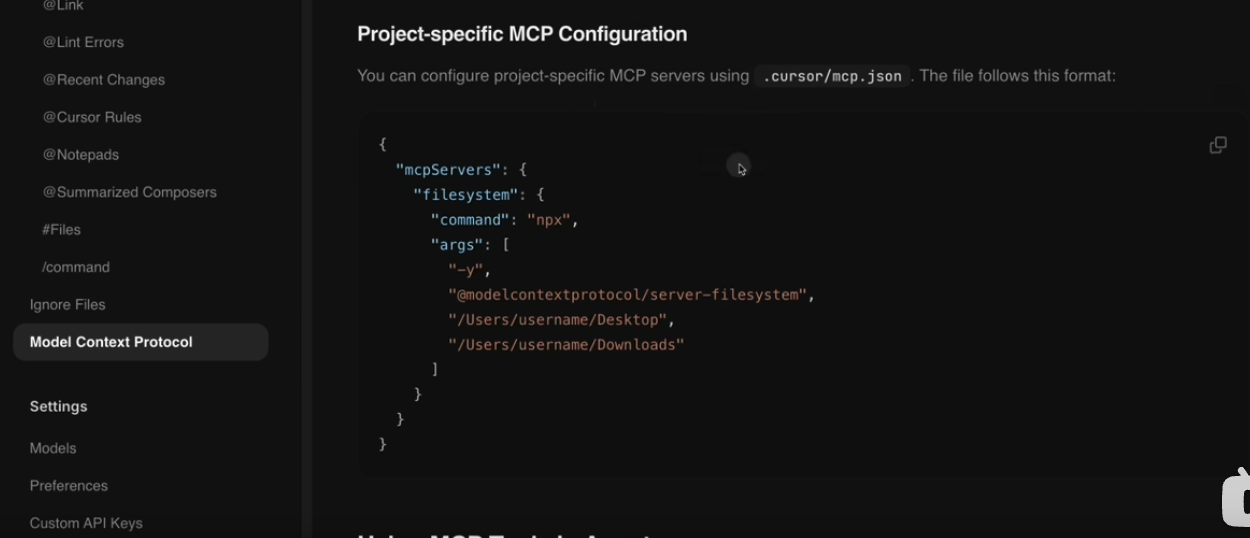 @Link
@Lint Errors
@Recent Changes
@Cursor Rules
@Notepads
@Summarized Composers
#Files
/command
Ignore Files
Model Context Protocol
Settings
Models
Preferences
Custom API Keys
Project-specific MCP Configuration
You can configure project-specific MCP servers using .cursor/mcp.json . The file follows this format:
{
"mcpServers": {
"filesystem": {
"command": "npx",
"args": [
"-y",
"@modelcontextprotocol/server-filesystem",
"/Users/username/Desktop",
"/Users/username/Downloads"
]
}
}
}